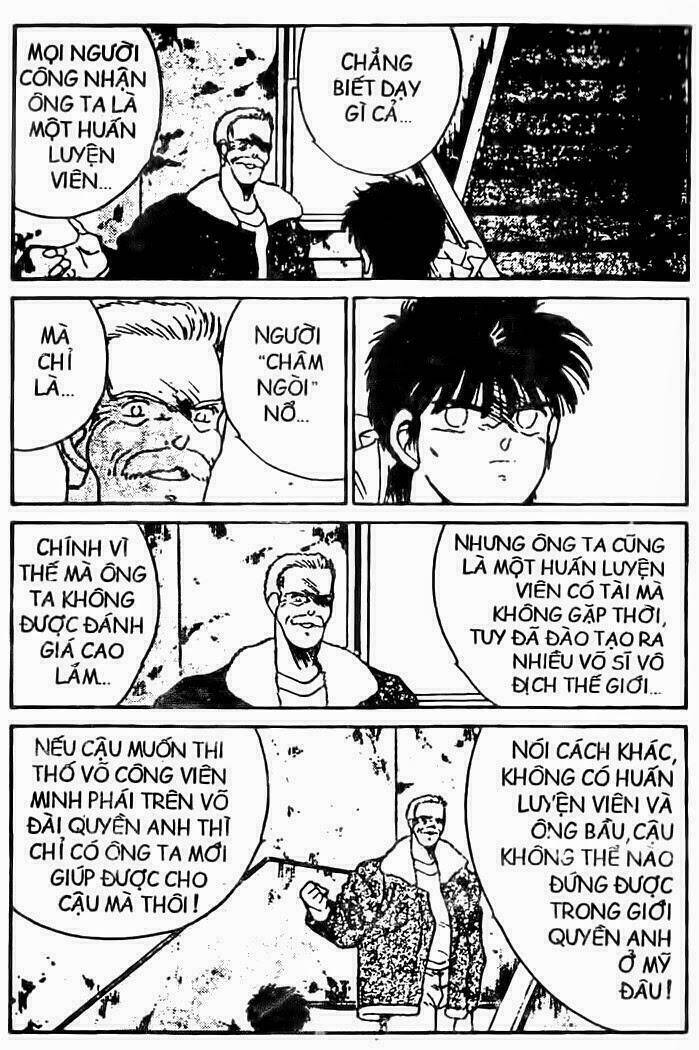 MỌI NGƯỜI
CÔNG NHẬN
ÔNG TA LÀ
MỘT HUẤN
LUYỆN
VIÊN...
CHẲNG
BIẾT DẠY
GÌ CẢ...
MÀ
CHỈ
LÀ...
NGƯỜI
“CHÂM
NGÒI”
NỔ...
CHÍNH VÌ
THẾ MÀ ÔNG
TA KHÔNG
ĐƯỢC ĐÁNH
GIÁ CAO
LẮM...
NHƯNG ÔNG TA CŨNG
LÀ MỘT HUẤN LUYỆN
VIÊN CÓ TÀI MÀ
KHÔNG GẶP THỜI,
TUY ĐÃ ĐÀO TẠO RA
NHIỀU VÕ SĨ VÔ
ĐỊCH THẾ GIỚI...
NẾU CẬU MUỐN THI
THỐ VÕ CÔNG VIÊN
MINH PHÁI TRÊN VÕ
ĐÀI QUYỀN ANH THÌ
CHỈ CÓ ÔNG TA MỚI
GIÚP ĐƯỢC CHO
CẬU MÀ THÔI!
NÓI CÁCH KHÁC,
KHÔNG CÓ HUẤN
LUYỆN VIÊN VÀ
ÔNG BẦU, CẬU
KHÔNG THỂ NÀO
ĐỨNG ĐƯỢC
TRONG GIỚI
QUYỀN ANH
Ở MỸ
ĐÂU!